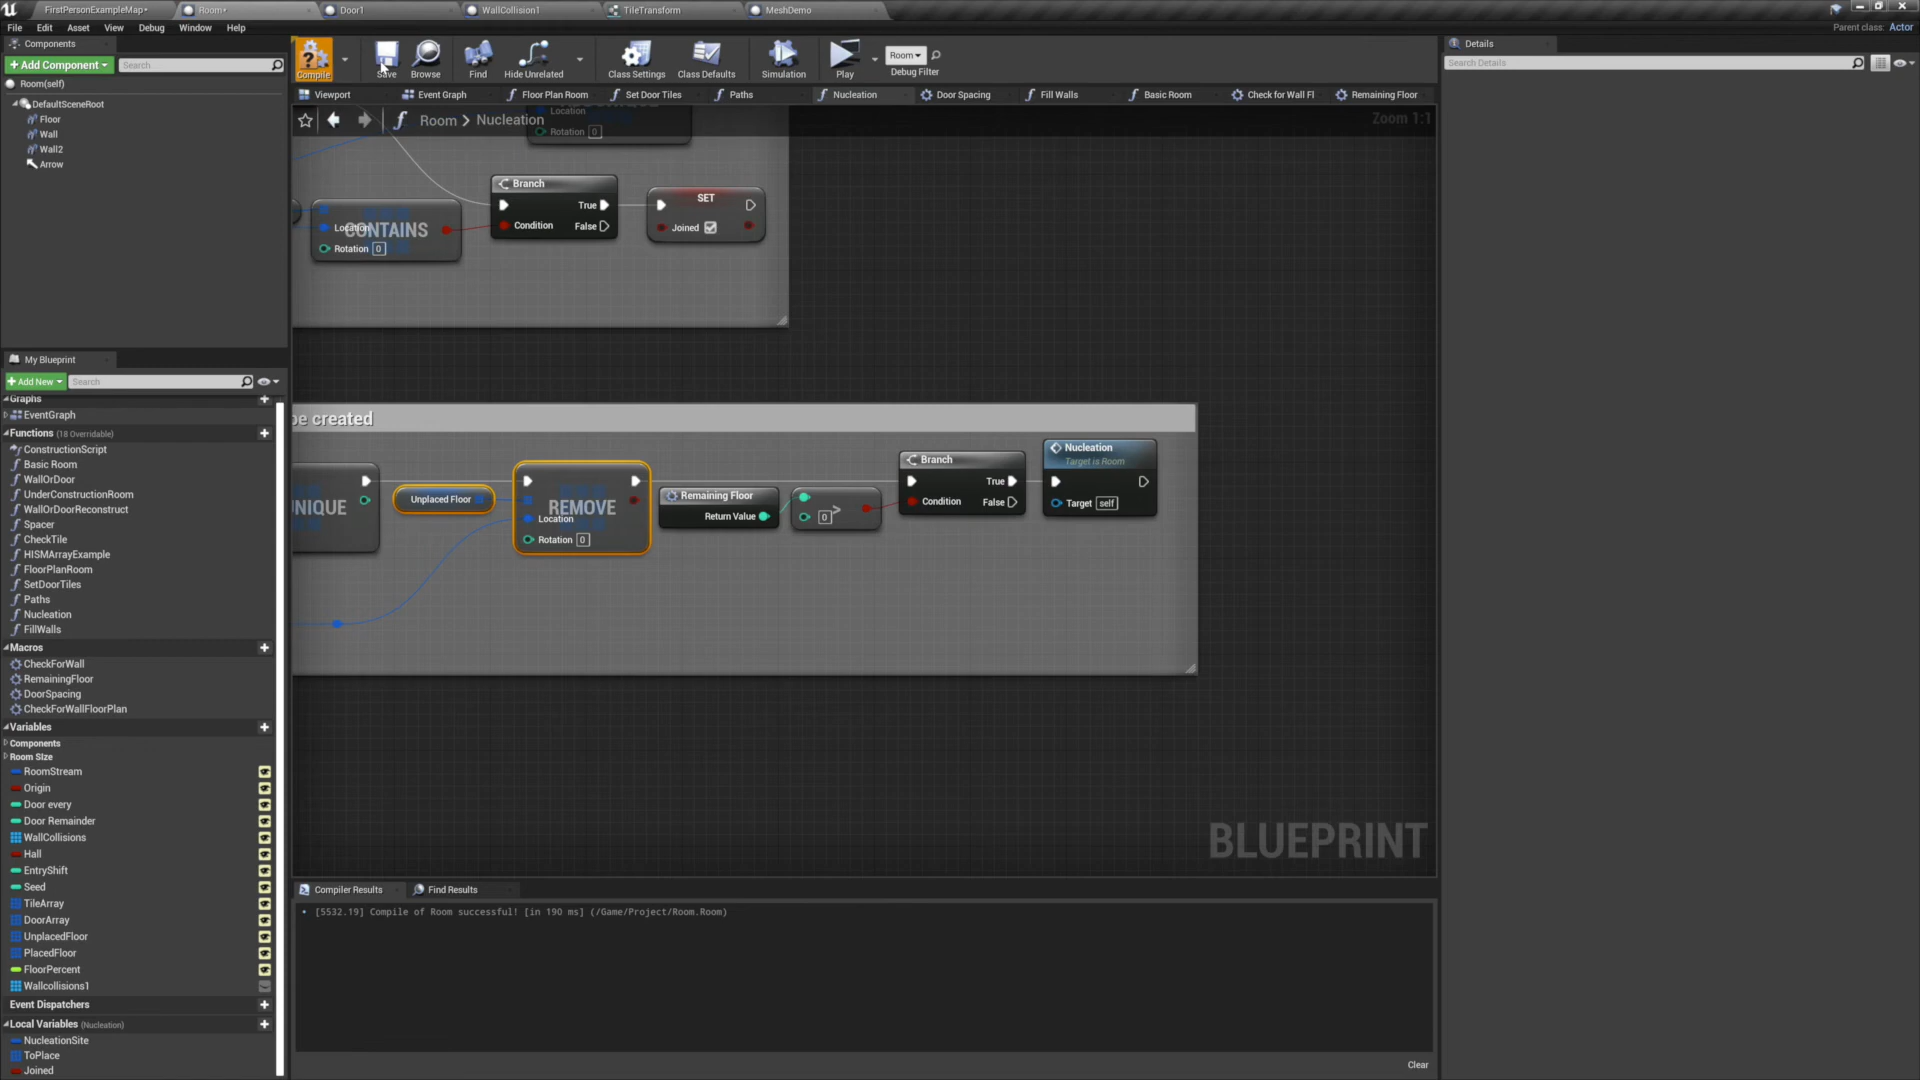 FirstPersonExampleMap•
Room•
Door1
WallCollision1
TileTransform
MeshDemo
File
Edit
Asset
View
Debug
Window
Help
Parent class: Actor
Components
+ Add Component
Search
Room(self)
DefaultSceneRoot
Floor
Wall
Wall2
Arrow
Compile
Save
Browse
Find
Hide Unrelated
Class Settings
Class Defaults
Simulation
Play
Room
Debug Filter
Details
Search Details
Viewport
Event Graph
Floor Plan Room
Set Door Tiles
Paths
Nucleation
Door Spacing
Fill Walls
Basic Room
Check for Wall Fl
Remaining Floor
Room > Nucleation
Zoom 1:1
Location
Rotation 0
Branch
True
Condition
False
SET
Joined
CONTAINS
Location
Rotation 0
be created
NIQUE
Unplaced Floor
REMOVE
Location
Rotation 0
Remaining Floor
Return Value
0
>
Branch
True
Condition
False
Nucleation
Target is Room
Target self
BLUEPRINT
My Blueprint
+Add New
Search
Graphs
EventGraph
Functions (18 Overridable)
ConstructionScript
Basic Room
WallOrDoor
UnderConstructionRoom
WallOrDoorReconstruct
Spacer
CheckTile
HISMArrayExample
FloorPlanRoom
SetDoorTiles
Paths
Nucleation
FillWalls
Macros
CheckForWall
RemainingFloor
DoorSpacing
CheckForWallFloorPlan
Variables
Components
Room Size
RoomStream
Origin
Door every
Door Remainder
WallCollisions
Hall
EntryShift
Seed
TileArray
DoorArray
UnplacedFloor
PlacedFloor
FloorPercent
Wallcollisions1
Event Dispatchers
Local Variables (Nucleation)
NucleationSite
ToPlace
Joined
Compiler Results
Find Results
• [5532.19] Compile of Room successful! [in 190 ms] (/Game/Project/Room.Room)
Clear